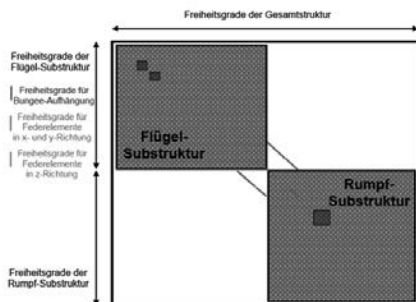 Freiheitsgrade der Gesamtstruktur
Freiheitsgrade der
Flügel-Substruktur
Freiheitsgrade für
Bungee-Aufhängung
Freiheitsgrade für
Federelemente
in x- und y-Richtung
Freiheitsgrade für
Federelemente
in z-Richtung
Flügel-
Substruktur
Rumpf-
Substruktur
Freiheitsgrade der
Rumpf-Substruktur